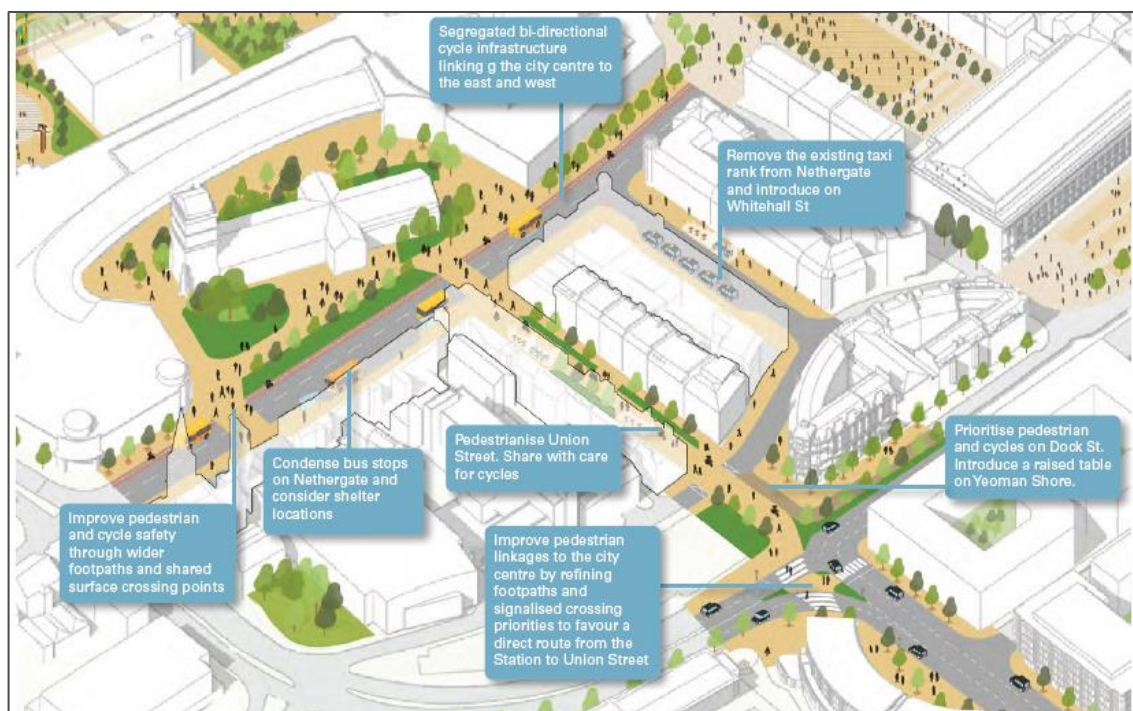 Segregated bi-directional
cycle infrastructure
linking g the city centre to
the east and west
Remove the existing taxi
rank from Nethergate
and introduce on
Whitehall St
Pedestrianise Union
Street. Share with care
for cycles
Prioritise pedestrian
and cycles on Dock St.
Introduce a raised table
on Yeoman Shore.
Condense bus stops
on Nethergate and
consider shelter
locations
Improve pedestrian
and cycle safety
through wider
footpaths and shared
surface crossing points
Improve pedestrian
linkages to the city
centre by refining
footpaths and
signalised crossing
priorities to favour a
direct route from the
Station to Union Street